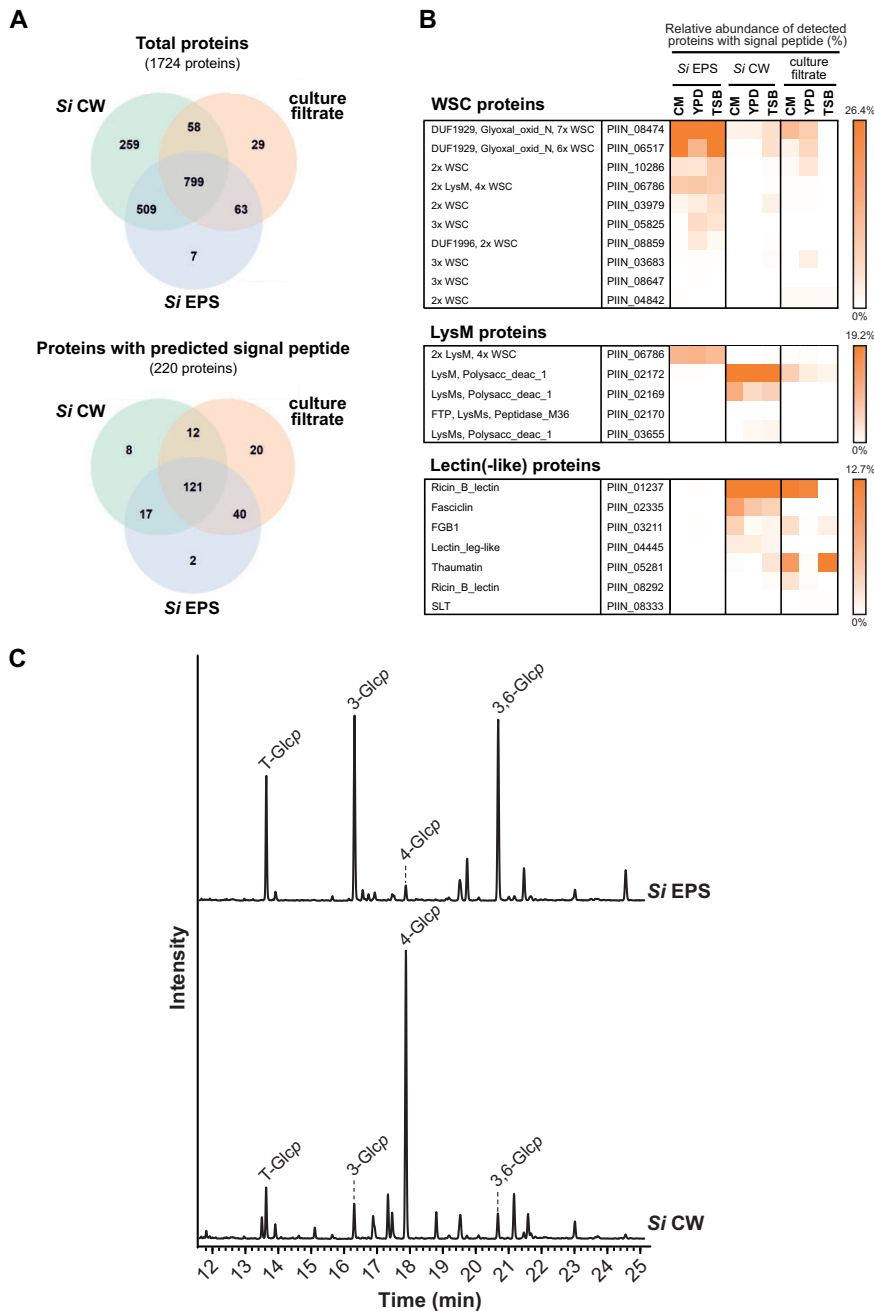 A
Total proteins
(1724 proteins)
Si CW
culture
filtrate
58
259
29
799
509
63
7
Si EPS
Proteins with predicted signal peptide
(220 proteins)
Si CW
culture
filtrate
12
8
20
121
17
40
2
Si EPS
B
Relative abundance of detected
proteins with signal peptide (%)
Si EPS Si CW culture
filtrate
WSC proteins
CM YPD TSB CM YPD TSB CM YPD TSB
26.4%
DUF1929, Glyoxal_oxid_N, 7x WSC PIIN_08474
DUF1929, Glyoxal_oxid_N, 6x WSC PIIN_06517
2x WSC PIIN_10286
2x LysM, 4x WSC PIIN_06786
2x WSC PIIN_03979
3x WSC PIIN_05825
DUF1996, 2x WSC PIIN_08859
3x WSC PIIN_03683
3x WSC PIIN_08647
2x WSC PIIN_04842
0%
LysM proteins
19.2%
2x LysM, 4x WSC PIIN_06786
LysM, Polysacc_deac_1 PIIN_02172
LysMs, Polysacc_deac_1 PIIN_02169
FTP, LysMs, Peptidase_M36 PIIN_02170
LysMs, Polysacc_deac_1 PIIN_03655
0%
Lectin(-like) proteins
12.7%
Ricin_B_lectin PIIN_01237
Fasciclin PIIN_02335
FGB1 PIIN_03211
Lectin_leg-like PIIN_04445
Thaumatin PIIN_05281
Ricin_B_lectin PIIN_08292
SLT PIIN_08333
0%
C
T-Glcp
3-Glcp
4-Glcp
3,6-Glcp
Si EPS
Intensity
T-Glcp
3-Glcp
4-Glcp
3,6-Glcp
Si CW
12 13 14 15 16 17 18 19 20 21 22 23 24 25
Time (min)